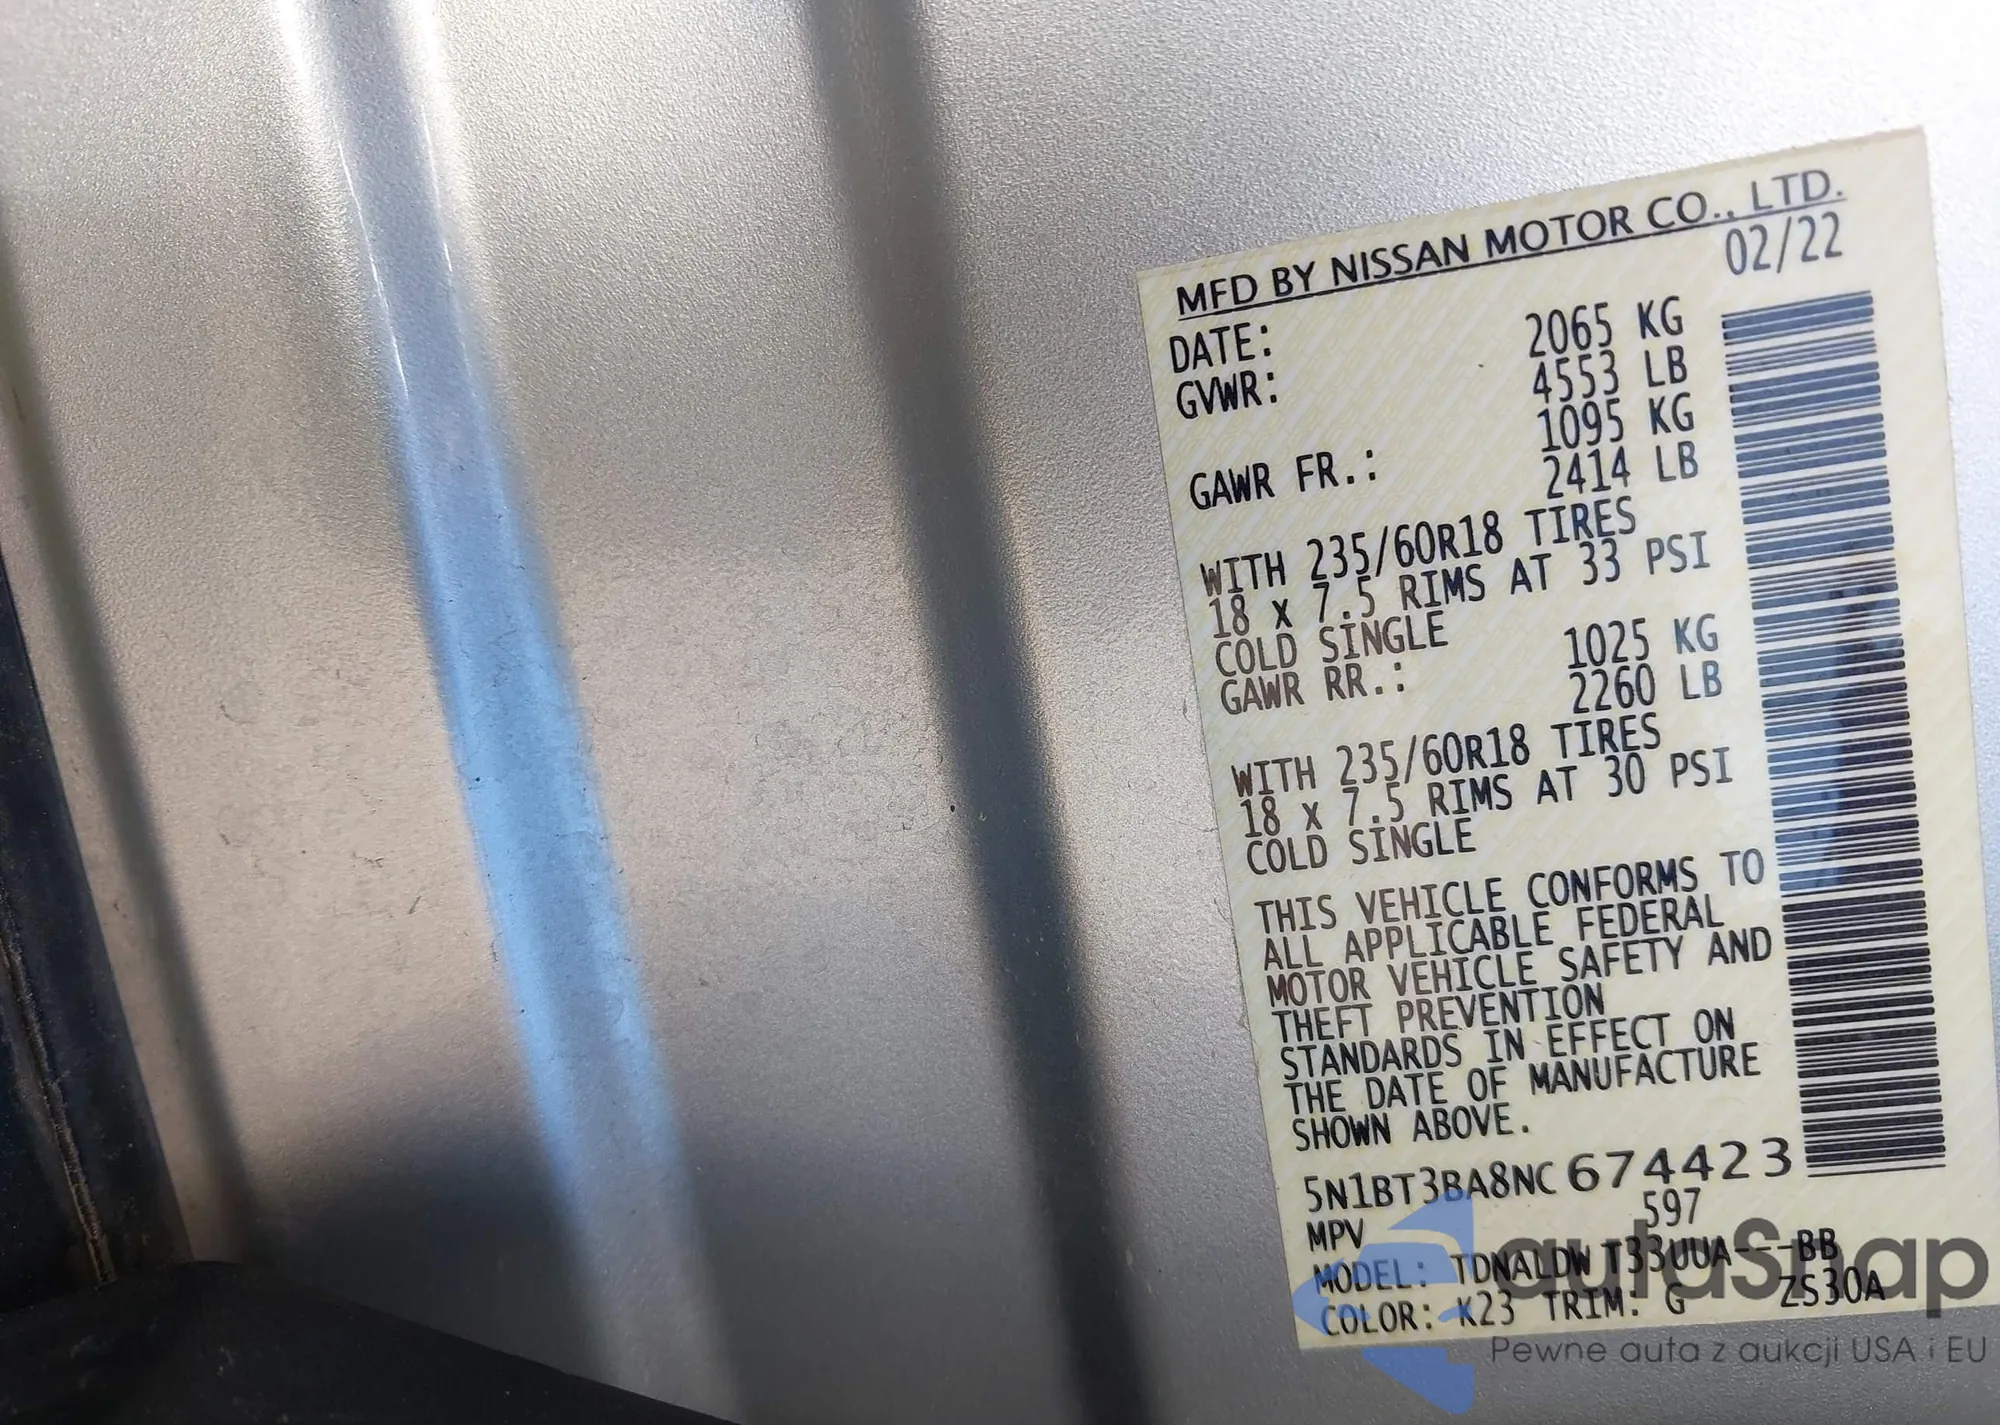 MFD BY NISSAN MOTOR CO., LTD.
DATE: 02/22
GVWR: 2065 KG
4553 LB
GAWR FR.: 1095 KG
2414 LB
WITH 235/60R18 TIRES
18 x 7.5 RIMS AT 33 PSI
COLD SINGLE
GAWR RR.: 1025 KG
2260 LB
WITH 235/60R18 TIRES
18 x 7.5 RIMS AT 30 PSI
COLD SINGLE
THIS VEHICLE CONFORMS TO
ALL APPLICABLE FEDERAL
MOTOR VEHICLE SAFETY AND
THEFT PREVENTION
STANDARDS IN EFFECT ON
THE DATE OF MANUFACTURE
SHOWN ABOVE.
5N1BT3BA8NC674423
MPV 597
MODEL: TDNALDW T33UUA---BB
COLOR: K23 TRIM: G ZS30A
autoSnap
Pewne auta z aukcji USA i EU